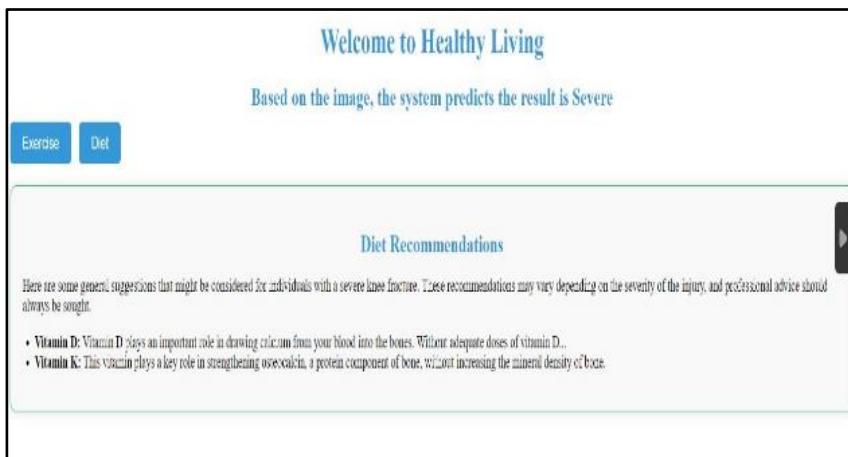 Welcome to Healthy Living
Based on the image, the system predicts the result is Severe
Exercise Diet
Diet Recommendations
Here are some general suggestions that might be considered for individuals with a severe knee fracture. These recommendations may vary depending on the severity of the injury, and professional advice should
always be sought.
• Vitamin D: Vitamin D plays an important role in drawing calcium from your blood into the bones. Without adequate doses of vitamin D...
• Vitamin K: This vitamin plays a key role in strengthening osteocalcin, a protein component of bone, without increasing the mineral density of bone.